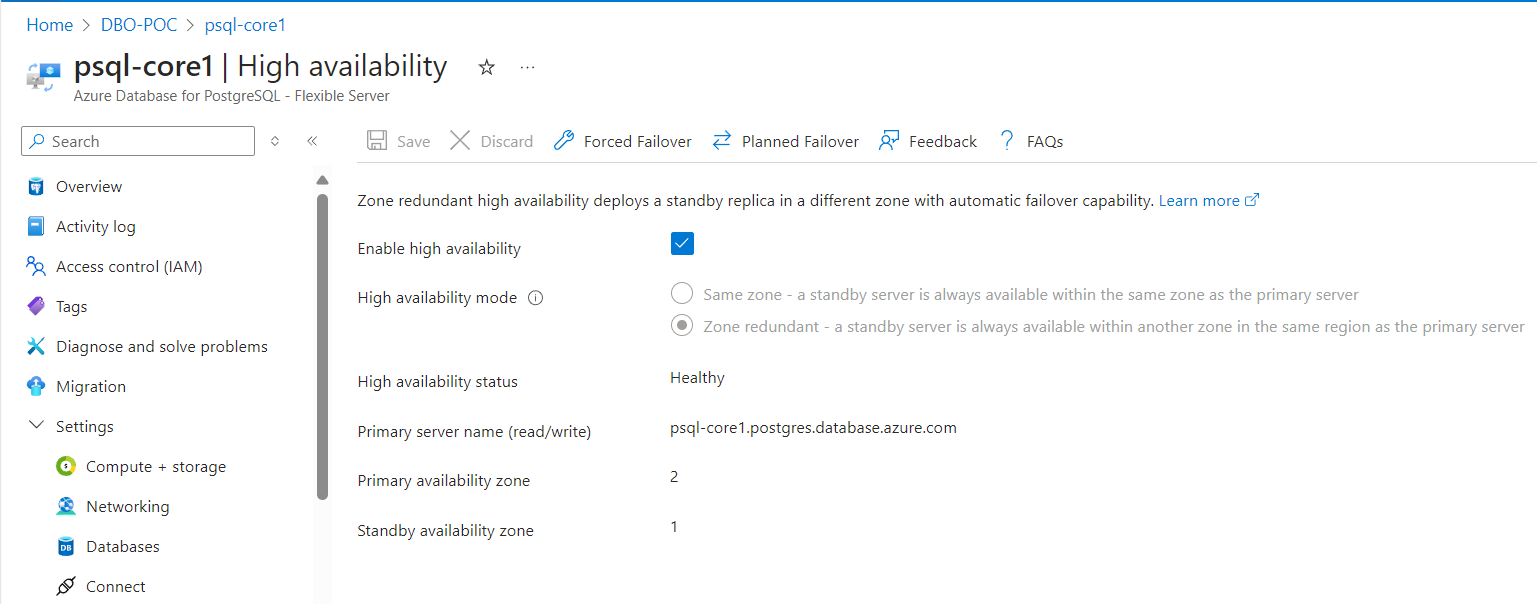 Home > DBO-POC > psql-core1
psql-core1 | High availability
Azure Database for PostgreSQL - Flexible Server
Search
Save Discard Forced Failover Planned Failover Feedback FAQs
Overview
Activity log
Access control (IAM)
Tags
Diagnose and solve problems
Migration
Settings
Compute + storage
Networking
DB Databases
Connect
Zone redundant high availability deploys a standby replica in a different zone with automatic failover capability. Learn more
Enable high availability
High availability mode
Same zone - a standby server is always available within the same zone as the primary server
Zone redundant - a standby server is always available within another zone in the same region as the primary server
High availability status Healthy
Primary server name (read/write) psql-core1.postgres.database.azure.com
Primary availability zone 2
Standby availability zone 1